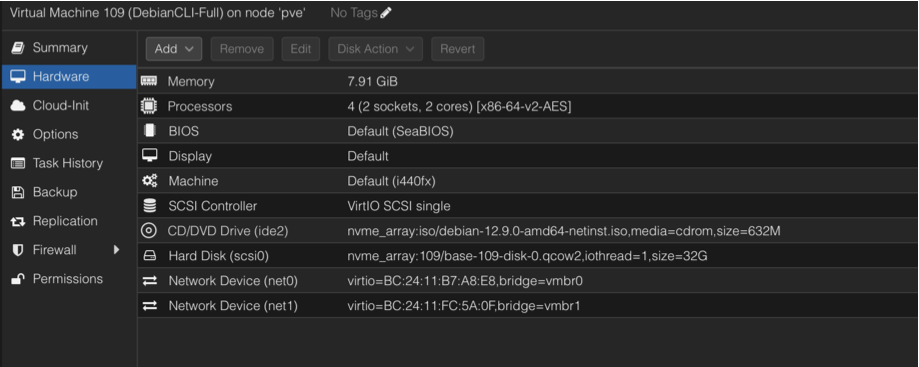 Virtual Machine 109 (DebianCLI-Full) on node 'pve' No Tags
Summary
Hardware
Cloud-Init
Options
Task History
Backup
Replication
Firewall
Permissions
Add Remove Edit Disk Action Revert
Memory 7.91 GiB
Processors 4 (2 sockets, 2 cores) [x86-64-v2-AES]
BIOS Default (SeaBIOS)
Display Default
Machine Default (i440fx)
SCSI Controller VirtIO SCSI single
CD/DVD Drive (ide2) nvme_array:iso/debian-12.9.0-amd64-netinst.iso,media=cdrom,size=632M
Hard Disk (scsi0) nvme_array:109/base-109-disk-0.qcow2,iothread=1,size=32G
Network Device (net0) virtio=BC:24:11:B7:A8:E8,bridge=vmbr0
Network Device (net1) virtio=BC:24:11:FC:5A:0F,bridge=vmbr1